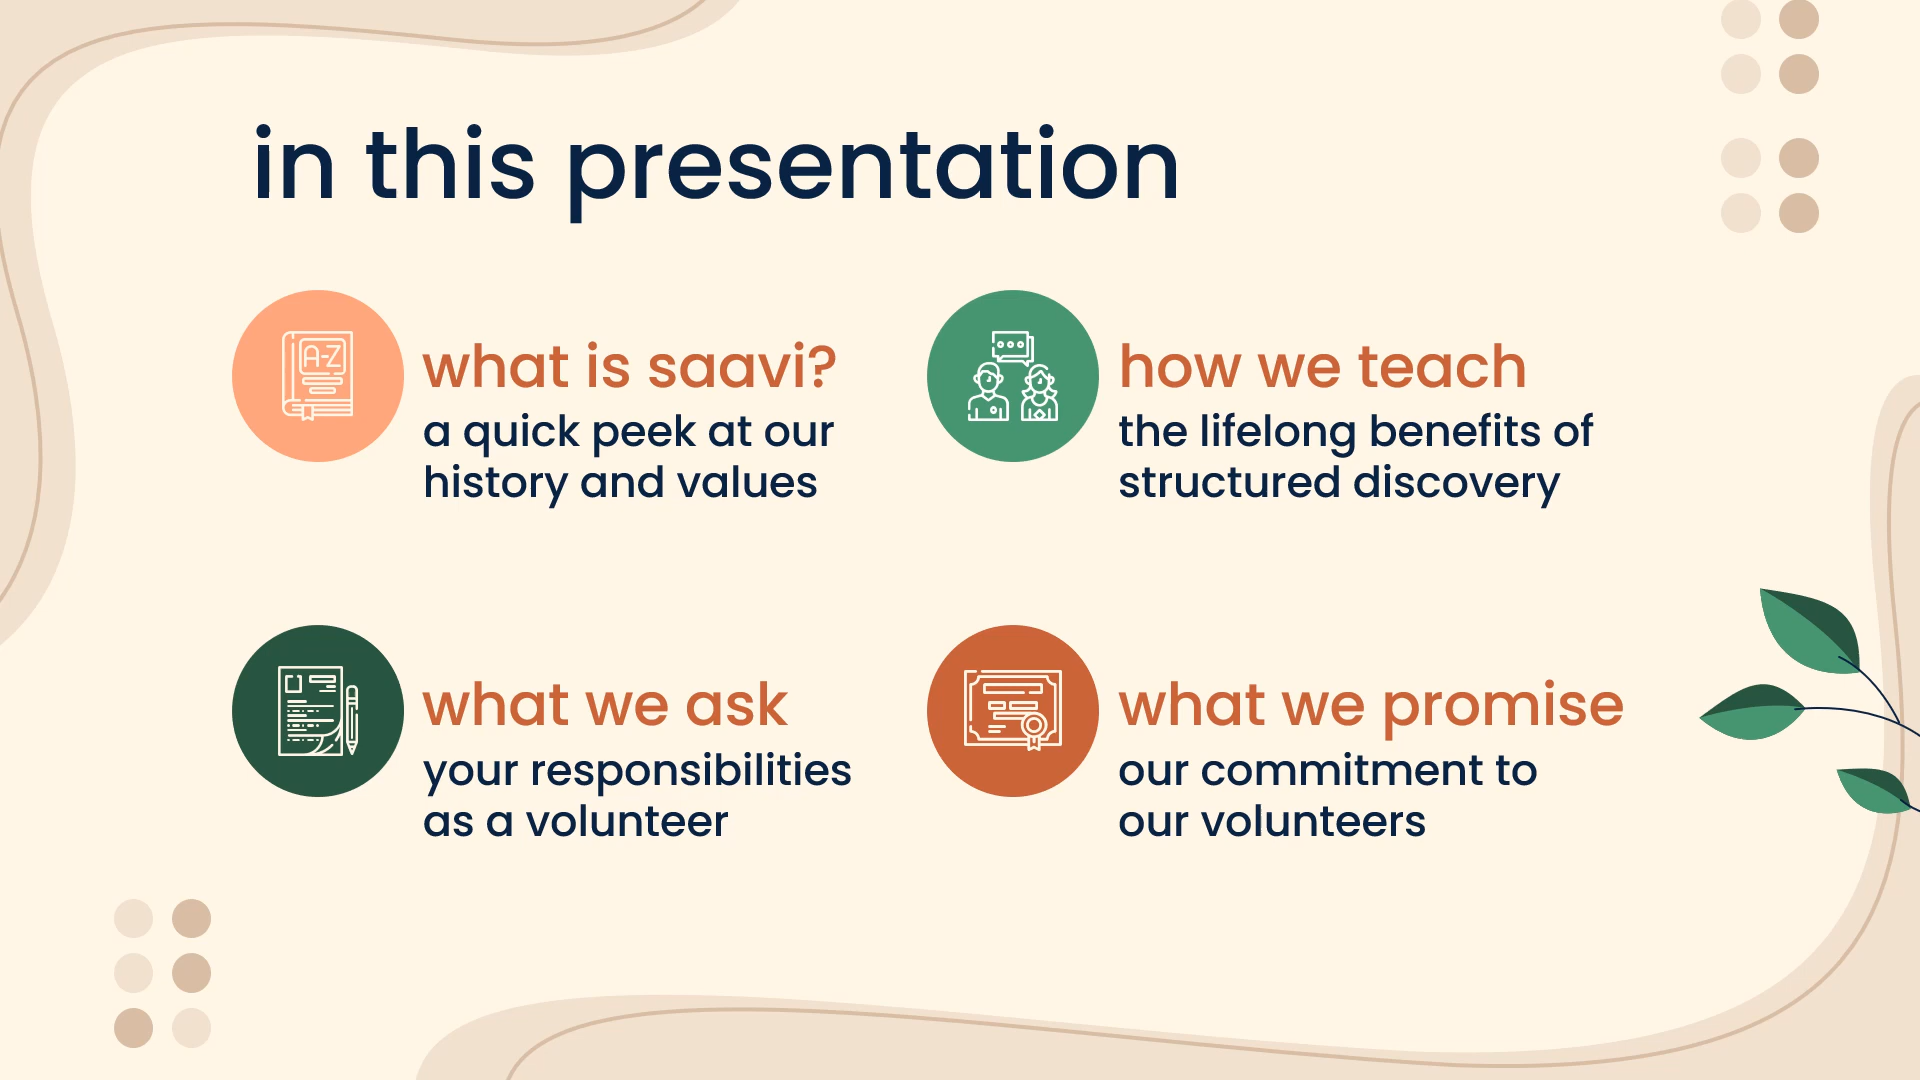 in this presentation
A-Z
what is saavi?
a quick peek at our
history and values
how we teach
the lifelong benefits of
structured discovery
what we ask
your responsibilities
as a volunteer
what we promise
our commitment to
our volunteers